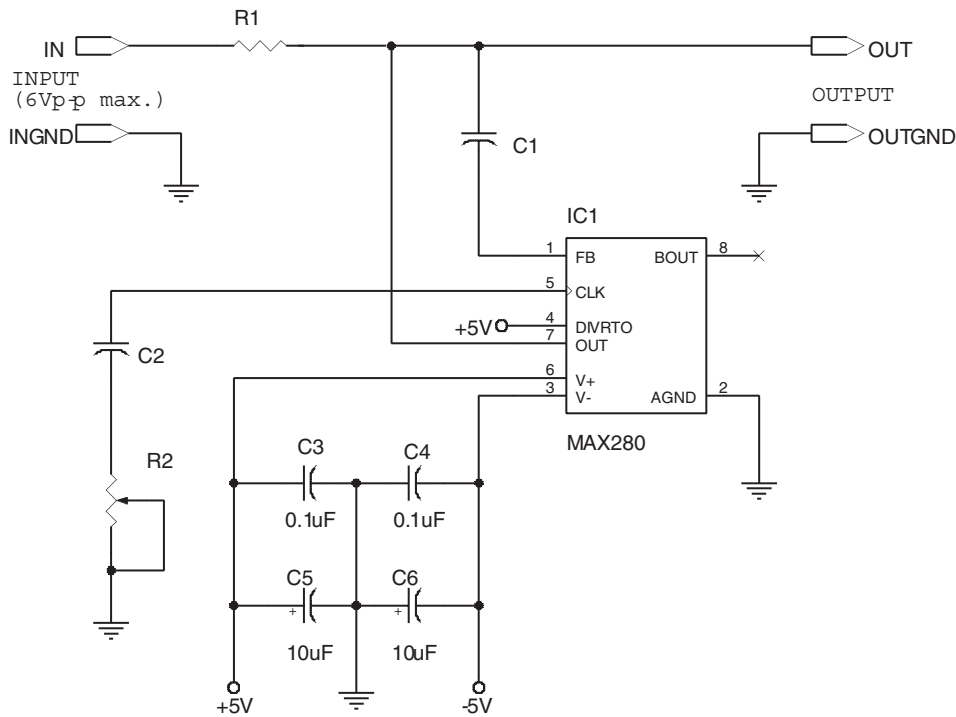 R1
IN
OUT
INPUT
(6Vp-p max.)
OUTPUT
INGND
OUTGND
C1
IC1
1
FB
BOUT
8
5
CLK
+5V
4
DIVRTO
7
OUT
6
V+
3
V-
AGND
2
C2
MAX280
R2
C3
C4
0.1uF
0.1uF
C5
C6
+
+
10uF
10uF
+5V
-5V